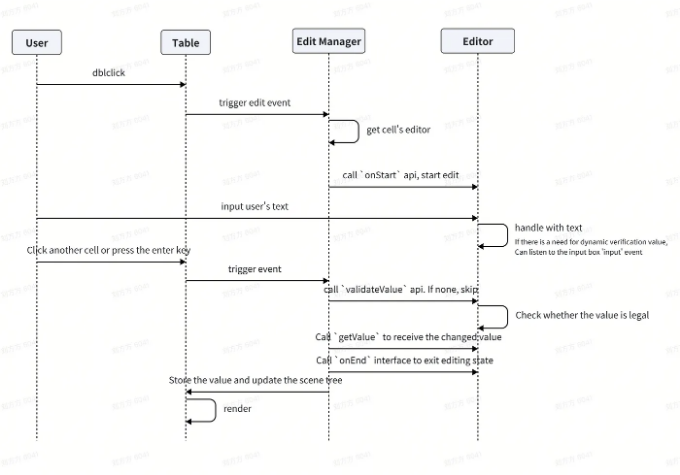 User
Table
Edit Manager
Editor
dblclick
trigger edit event
get cell's editor
call `onStart` api, start edit
input user's text
handle with text
If there is a need for dynamic verification value,
Can listen to the input box `input` event
Click another cell or press the enter key
trigger event
call `validateValue` api. If none, skip
Check whether the value is legal
Call `getValue` to receive the changed value
Call `onEnd` interface to exit editing state
Store the value and update the scene tree
render